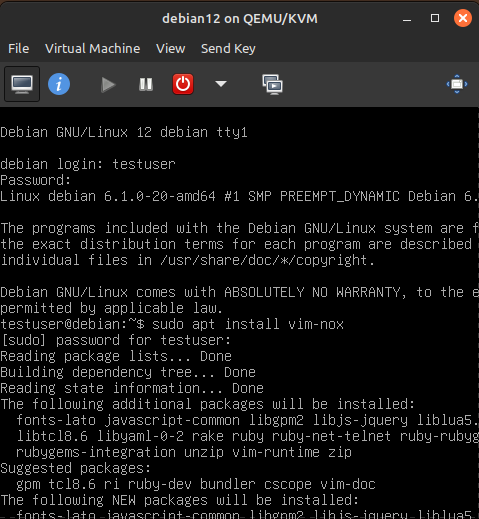 debian12 on QEMU/KVM
File Virtual Machine View Send Key
Debian GNU/Linux 12 debian tty1
debian login: testuser
Password:
Linux debian 6.1.0-20-amd64 #1 SMP PREEMPT_DYNAMIC Debian 6.
The programs included with the Debian GNU/Linux system are f
the exact distribution terms for each program are described
individual files in /usr/share/doc/*/copyright.
Debian GNU/Linux comes with ABSOLUTELY NO WARRANTY, to the e
permitted by applicable law.
testuser@debian:~$ sudo apt install vim-nox
[sudo] password for testuser:
Reading package lists... Done
Building dependency tree... Done
Reading state information... Done
The following additional packages will be installed:
fonts-lato javascript-common libgpm2 libjs-jquery liblua5.
libtcl8.6 libyaml-0-2 rake ruby ruby-net-telnet ruby-rubyg
rubygems-integration unzip vim-runtime zip
Suggested packages:
gpm tcl8.6 ri ruby-dev bundler cscope vim-doc
The following NEW packages will be installed:
fonts-lato javascript-common libgpm2 libjs-jquery liblua5.